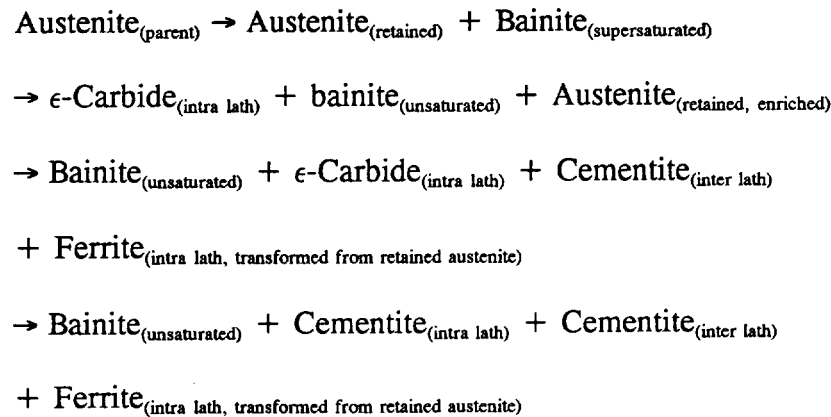 Austenite(parent) → Austenite(retained) + Bainite(supersaturated)
→ ϵ-Carbide(intra lath) + bainite(unsaturated) + Austenite(retained, enriched)
→ Bainite(unsaturated) + ϵ-Carbide(intra lath) + Cementite(inter lath)
+ Ferrite(intra lath, transformed from retained austenite)
→ Bainite(unsaturated) + Cementite(intra lath) + Cementite(inter lath)
+ Ferrite(intra lath, transformed from retained austenite)